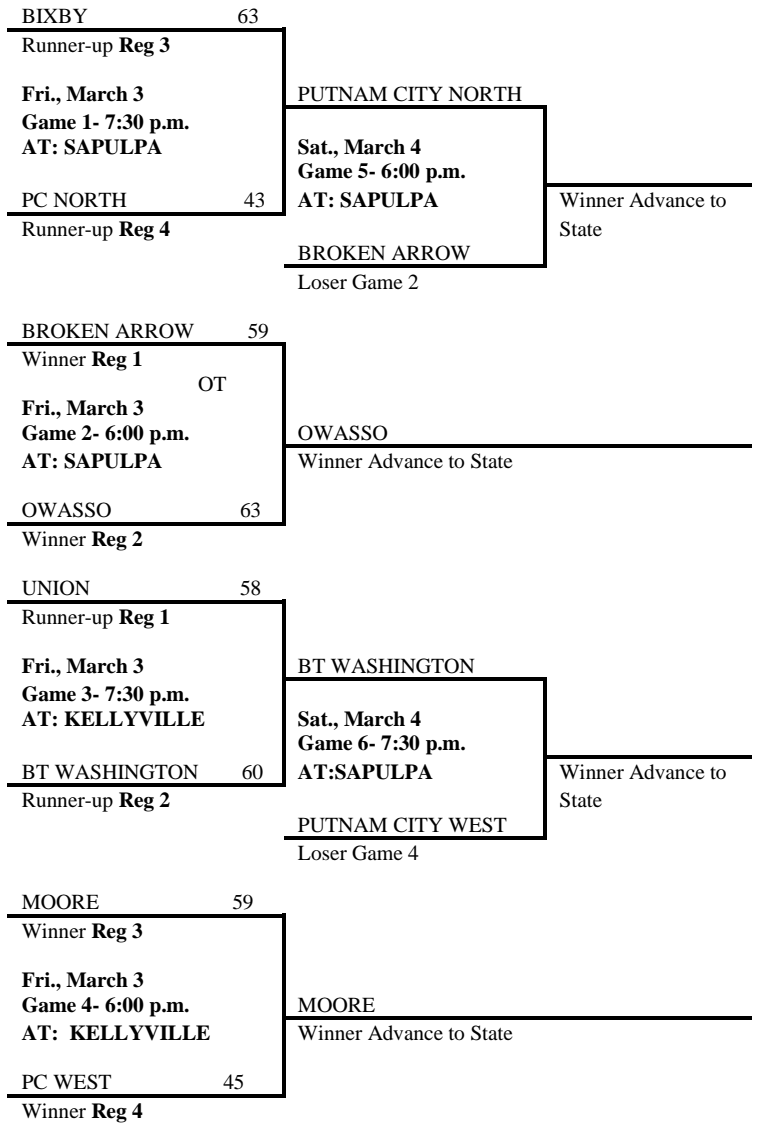 BIXBY 63
Runner-up Reg 3
Fri., March 3
Game 1- 7:30 p.m.
AT: SAPULPA
PC NORTH 43
Runner-up Reg 4
PUTNAM CITY NORTH
Sat., March 4
Game 5- 6:00 p.m.
AT: SAPULPA
BROKEN ARROW
Loser Game 2
Winner Advance to
State
BROKEN ARROW 59
Winner Reg 1
OT
Fri., March 3
Game 2- 6:00 p.m.
AT: SAPULPA
OWASSO 63
Winner Reg 2
OWASSO
Winner Advance to State
UNION 58
Runner-up Reg 1
Fri., March 3
Game 3- 7:30 p.m.
AT: KELLYVILLE
BT WASHINGTON 60
Runner-up Reg 2
BT WASHINGTON
Sat., March 4
Game 6- 7:30 p.m.
AT:SAPULPA
PUTNAM CITY WEST
Loser Game 4
Winner Advance to
State
MOORE 59
Winner Reg 3
Fri., March 3
Game 4- 6:00 p.m.
AT: KELLYVILLE
PC WEST 45
Winner Reg 4
MOORE
Winner Advance to State